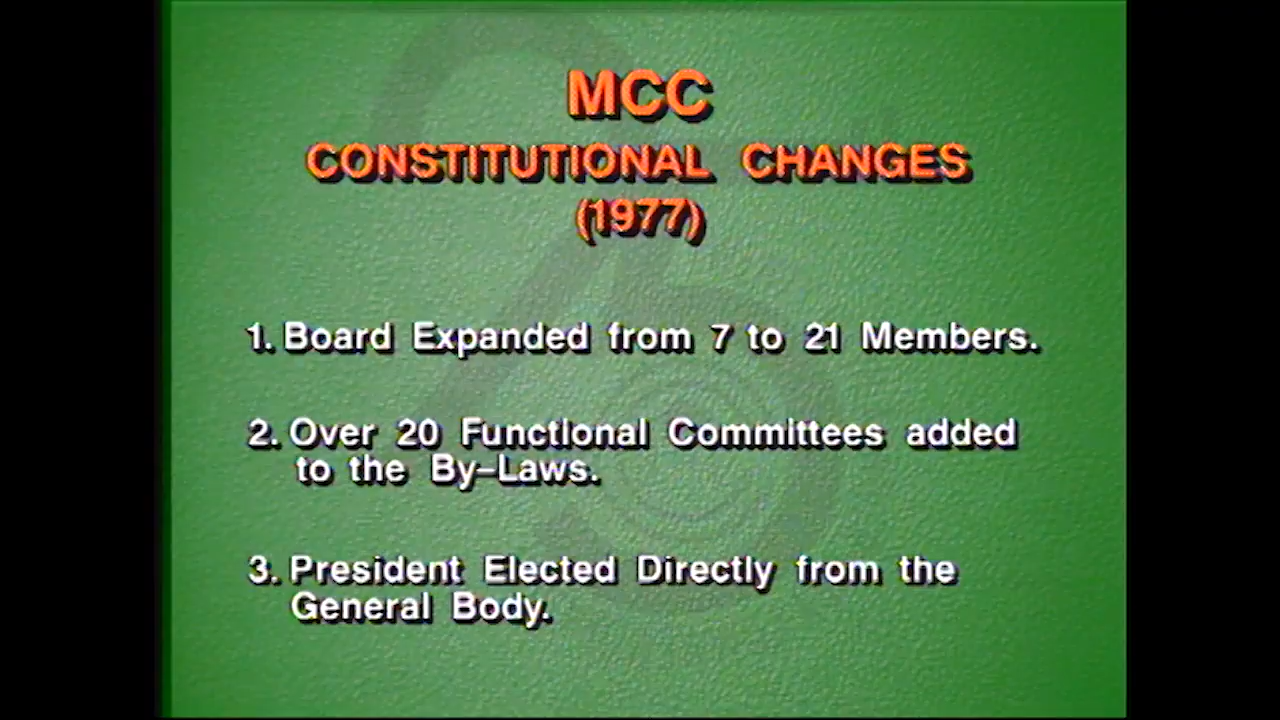 MCC
CONSTITUTIONAL CHANGES
(1977)
1. Board Expanded from 7 to 21 Members.
2. Over 20 Functional Committees added
to the By-Laws.
3. President Elected Directly from the
General Body.